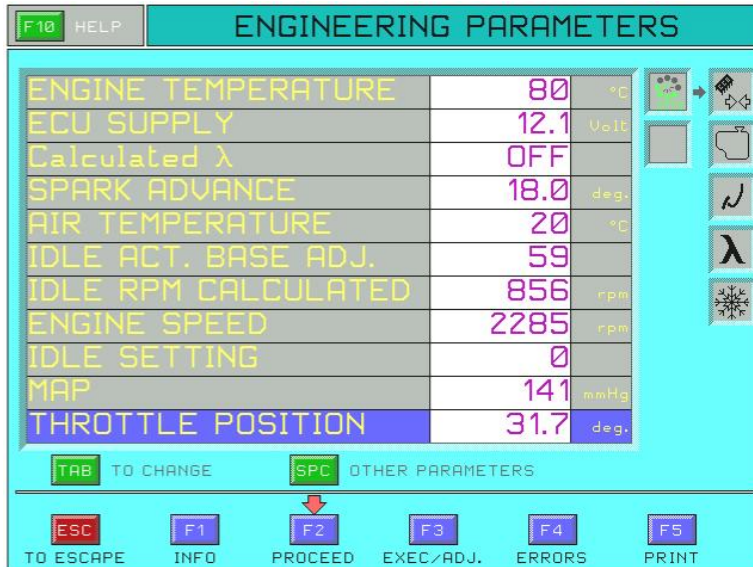 F10 HELP ENGINEERING PARAMETERS
ENGINE TEMPERATURE 80 °C
ECU SUPPLY 12.1 Volt
Calculated λ OFF
SPARK ADVANCE 18.0 deg.
AIR TEMPERATURE 20 °C
IDLE ACT. BASE ADJ. 59
IDLE RPM CALCULATED 856 rpm
ENGINE SPEED 2285 rpm
IDLE SETTING 0
MAP 141 mmHg
THROTTLE POSITION 31.7 deg.
λ
TAB TO CHANGE SPC OTHER PARAMETERS
ESC F1 F2 F3 F4 F5
TO ESCAPE INFO PROCEED EXEC/ADJ. ERRORS PRINT